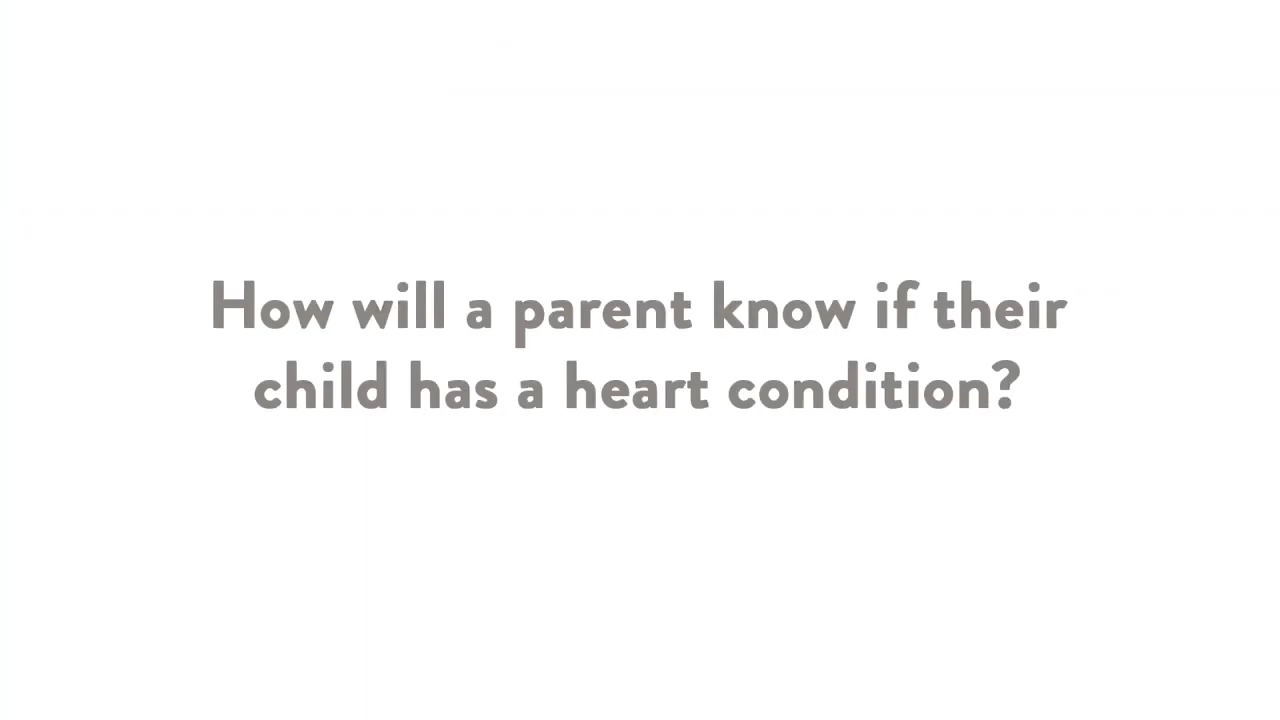 How will a parent know if their
child has a heart condition?